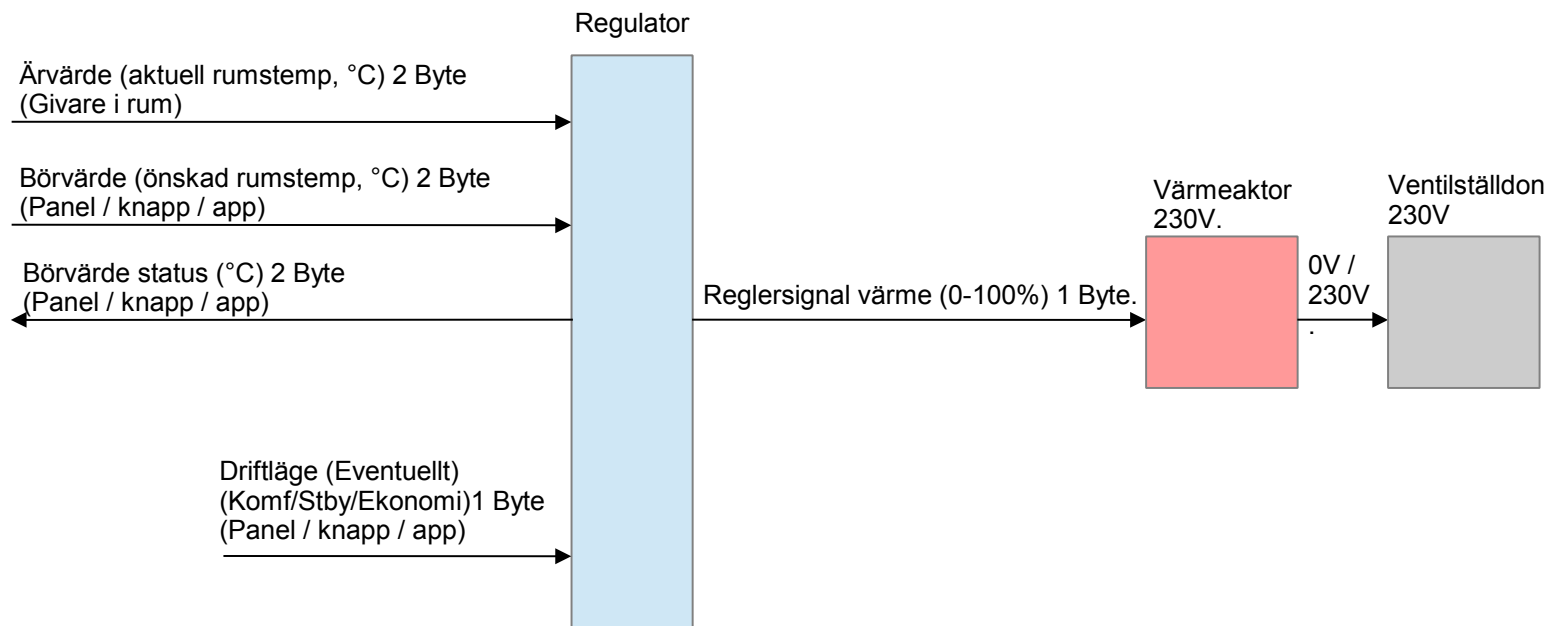 Regulator
Ärvärde (aktuell rumstemp, °C) 2 Byte
(Givare i rum)
Börvärde (önskad rumstemp, °C) 2 Byte
(Panel / knapp / app)
Börvärde status (°C) 2 Byte
(Panel / knapp / app)
Driftläge (Eventuellt)
(Komf/Stby/Ekonomi)1 Byte
(Panel / knapp / app)
Reglersignal värme (0-100%) 1 Byte.
Värmeaktor
230V.
0V /
230V
.
Ventilställdon
230V